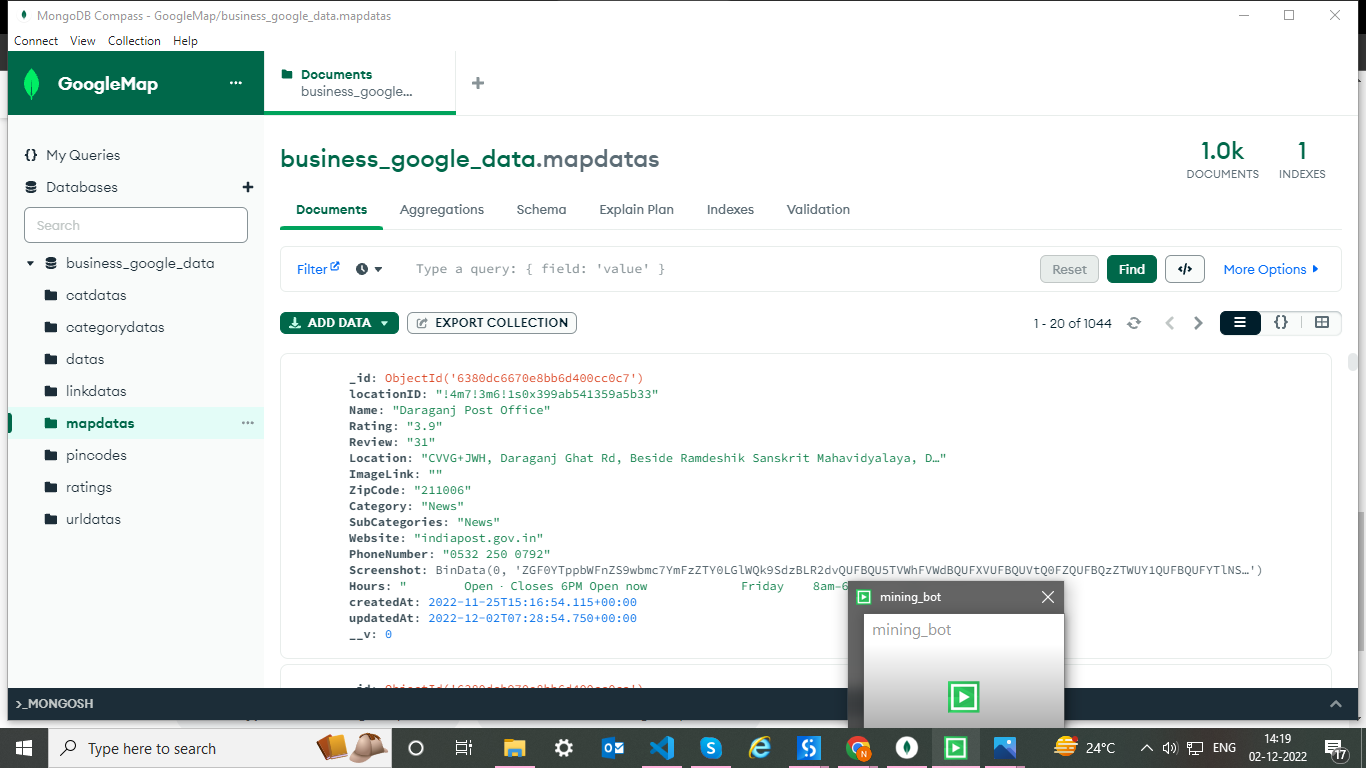 MongoDB Compass - GoogleMap/business_google_data.mapdatas
Connect View Collection Help
GoogleMap
Documents
business_google...
My Queries
Databases
Search
business_google_data
catdatas
categorydatas
datas
linkdatas
mapdatas
pincodes
ratings
urldatas
business_google_data.mapdatas
1.0k
DOCUMENTS
1
INDEXES
Documents Aggregations Schema Explain Plan Indexes Validation
Filter
Type a query: { field: 'value' }
Reset Find </> More Options
ADD DATA EXPORT COLLECTION
1 - 20 of 1044
_id: ObjectId('6380dc6670e8bb6d400cc0c7')
locationID: "!4m7!3m6!1s0x399ab541359a5b33"
Name: "Daraganj Post Office"
Rating: "3.9"
Review: "31"
Location: "CVVG+JWH, Daraganj Ghat Rd, Beside Ramdeshik Sanskrit Mahavidyalaya, D…"
ImageLink: ""
ZipCode: "211006"
Category: "News"
SubCategories: "News"
Website: "indiapost.gov.in"
PhoneNumber: "0532 250 0792"
Screenshot: BinData(0, 'ZGF0YTppbWFnZS9wbmc7YmFzZTY0LGlWQk9SdzBLR2dvQUFBQU5TVWhFVWdBQUFXVUFBQUVtQ0FZQUFBQzZTWUY1QUFBQUFYTlNS…')
Hours: " Open ⋅ Closes 6PM Open now Friday 8am-6
createdAt: 2022-11-25T15:16:54.115+00:00
updatedAt: 2022-12-02T07:28:54.750+00:00
__v: 0
mining_bot
mining_bot
>_MONGOSH
Type here to search
24°C
ENG
14:19
02-12-2022
17